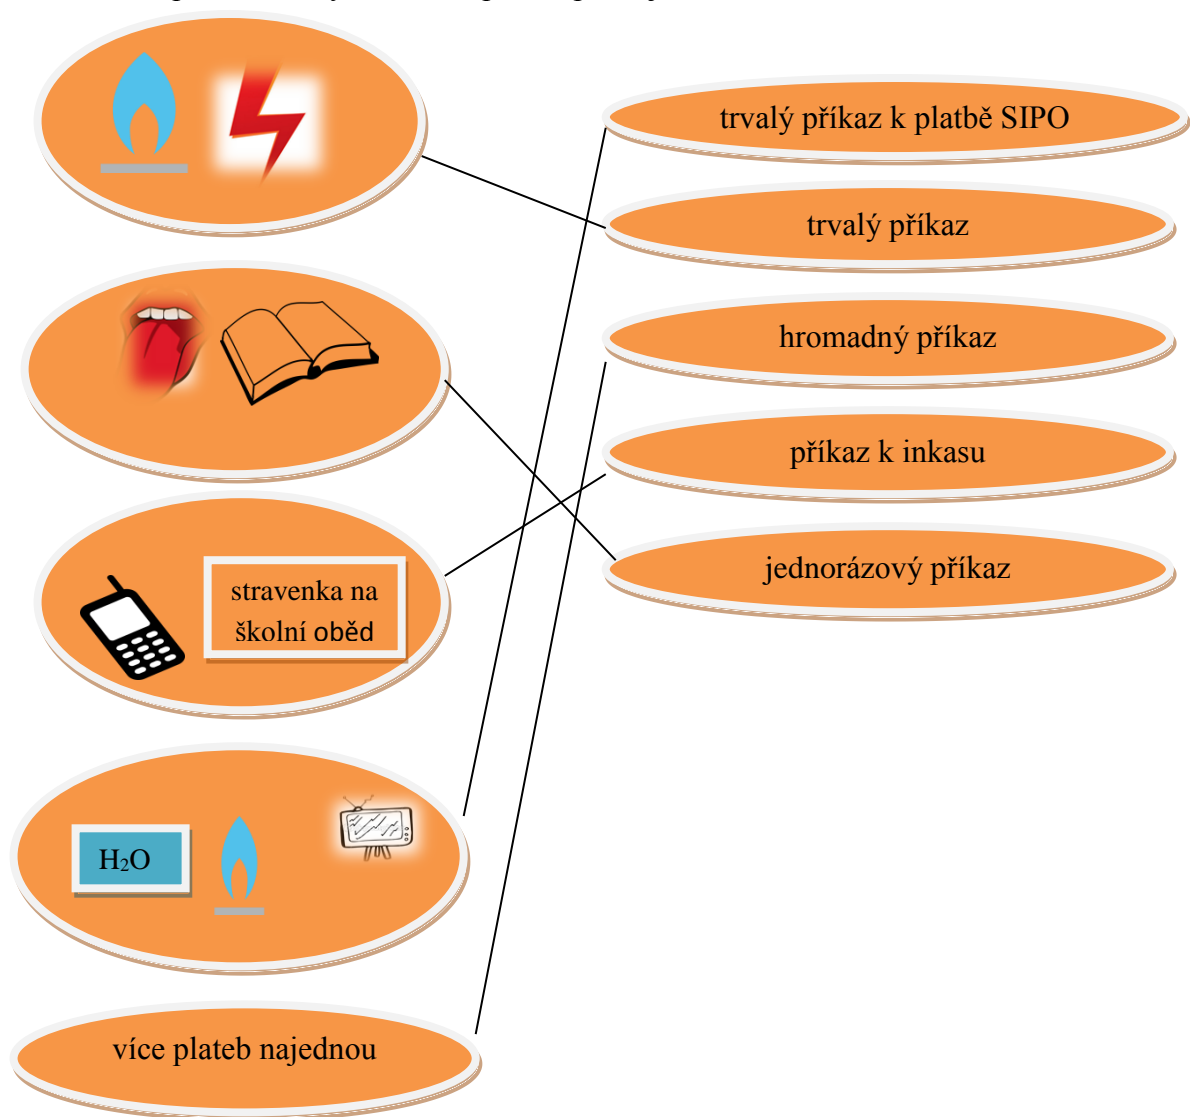 trvalý příkaz k platbě SIPO
trvalý příkaz
hromadný příkaz
příkaz k inkasu
jednorázový příkaz
stravenka na
školní oběd
H₂O
více plateb najednou